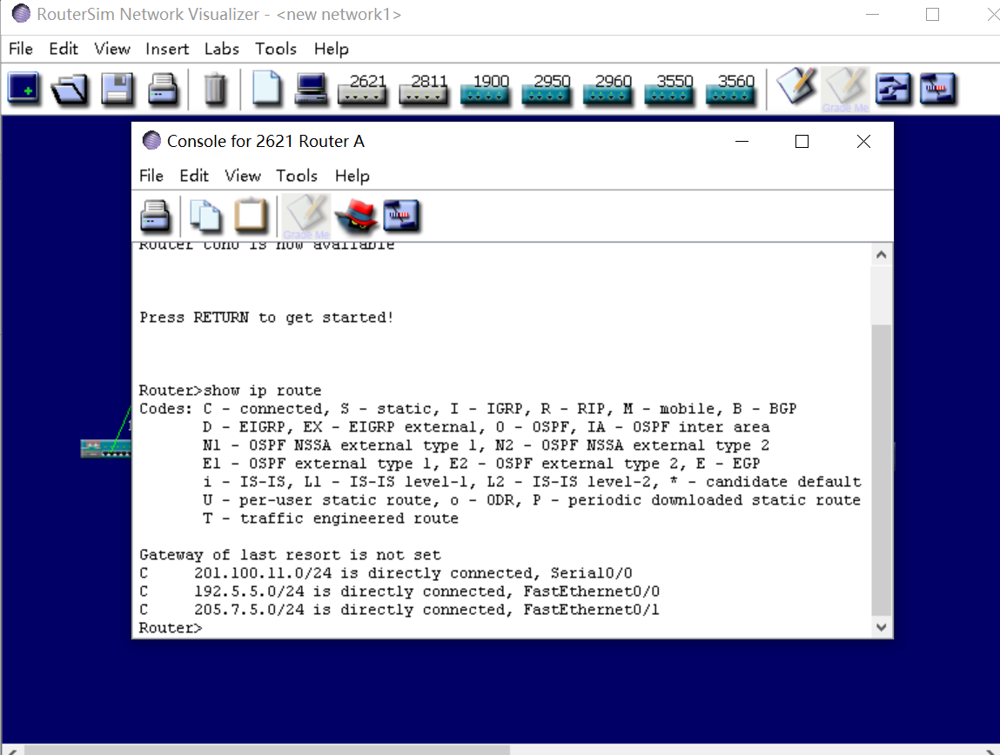 RouterSim Network Visualizer - <new network1>
File Edit View Insert Labs Tools Help
2621 2811 1900 2950 2960 3550 3560
Grade Me
Console for 2621 Router A
File Edit View Tools Help
Grade Me
Router Con0 is now available
Press RETURN to get started!
Router>show ip route
Codes: C - connected, S - static, I - IGRP, R - RIP, M - mobile, B - BGP
D - EIGRP, EX - EIGRP external, O - OSPF, IA - OSPF inter area
N1 - OSPF NSSA external type 1, N2 - OSPF NSSA external type 2
E1 - OSPF external type 1, E2 - OSPF external type 2, E - EGP
i - IS-IS, L1 - IS-IS level-1, L2 - IS-IS level-2, * - candidate default
U - per-user static route, o - ODR, P - periodic downloaded static route
T - traffic engineered route
Gateway of last resort is not set
C 201.100.11.0/24 is directly connected, Serial0/0
C 192.5.5.0/24 is directly connected, FastEthernet0/0
C 205.7.5.0/24 is directly connected, FastEthernet0/1
Router>